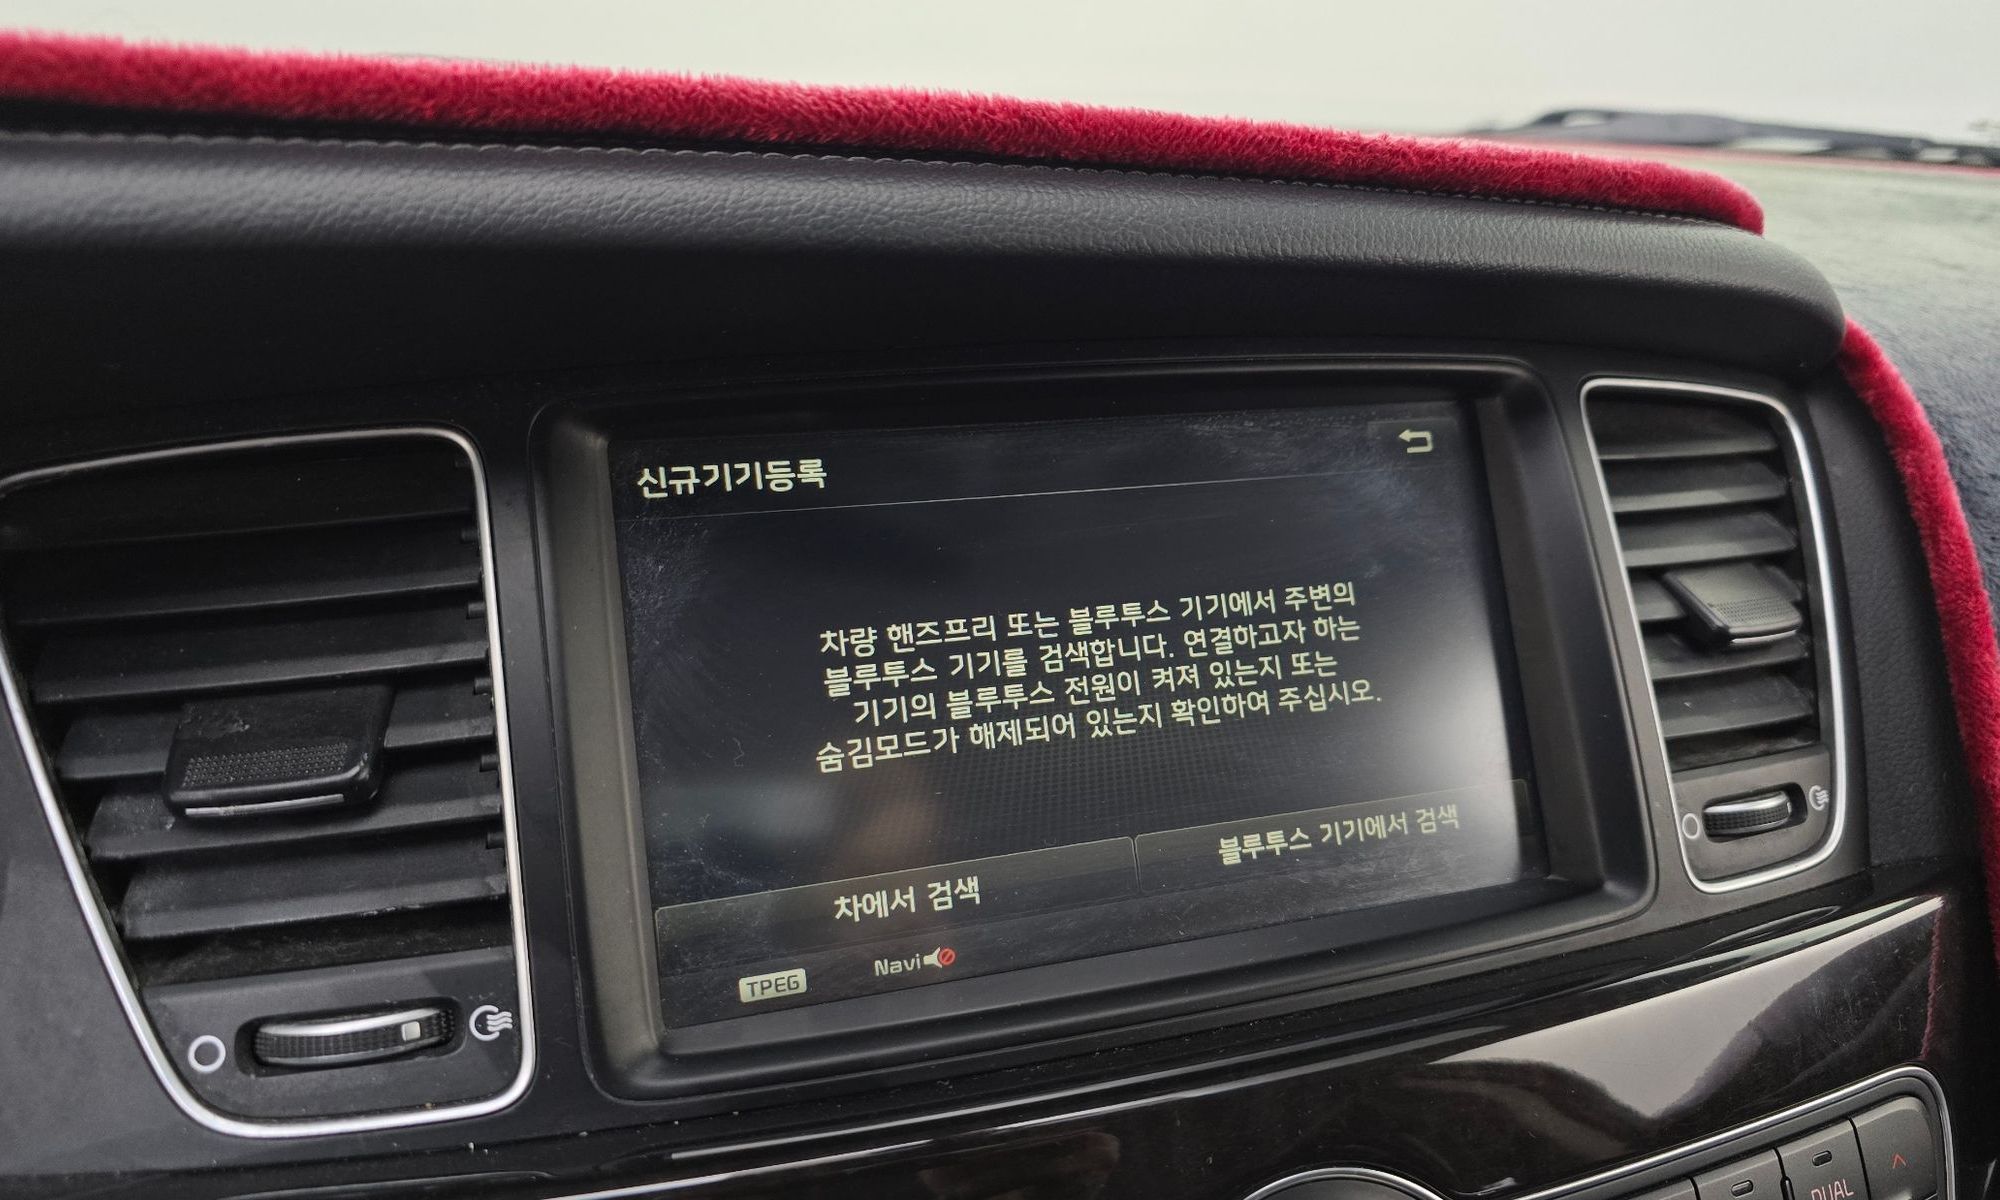 신규기기등록
차량 핸즈프리 또는 블루투스 기기에서 주변의
블루투스 기기를 검색합니다. 연결하고자 하는
기기의 블루투스 전원이 켜져 있는지 또는
숨김모드가 해제되어 있는지 확인하여 주십시오.
차에서 검색
블루투스 기기에서 검색
TPEG
Navi
DUAL